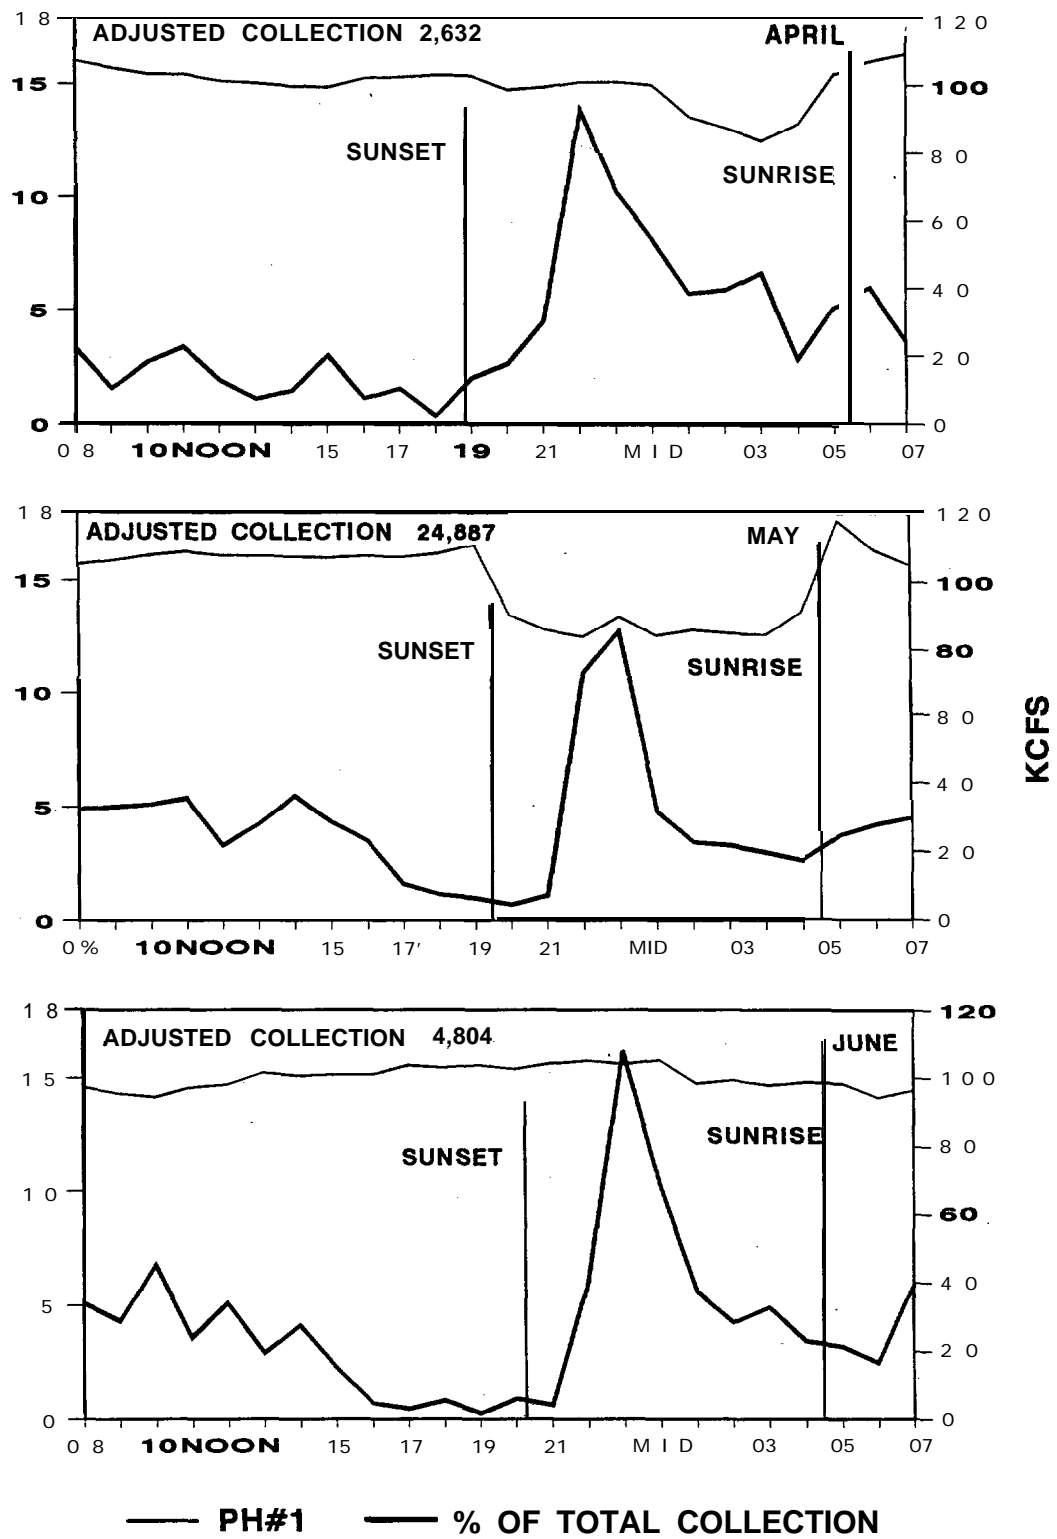 18 ADJUSTED COLLECTION 2,632 APRIL 120
15 100
SUNSET 80
SUNRISE
10 60
5 40
20
0 0
08 10NOON 15 17 19 21 MID 03 05 07
18 ADJUSTED COLLECTION 24,887 MAY 120
15 100
SUNSET 80
SUNRISE
10 80
KCFS
5 40
20
0 0
0% 10NOON 15 17' 19 21 MID 03 05 07
18 ADJUSTED COLLECTION 4,804 JUNE 120
15 100
SUNSET SUNRISE 80
10 60
5 40
20
0 0
08 10NOON 15 17 19 21 MID 03 05 07
PH#1 % OF TOTAL COLLECTION